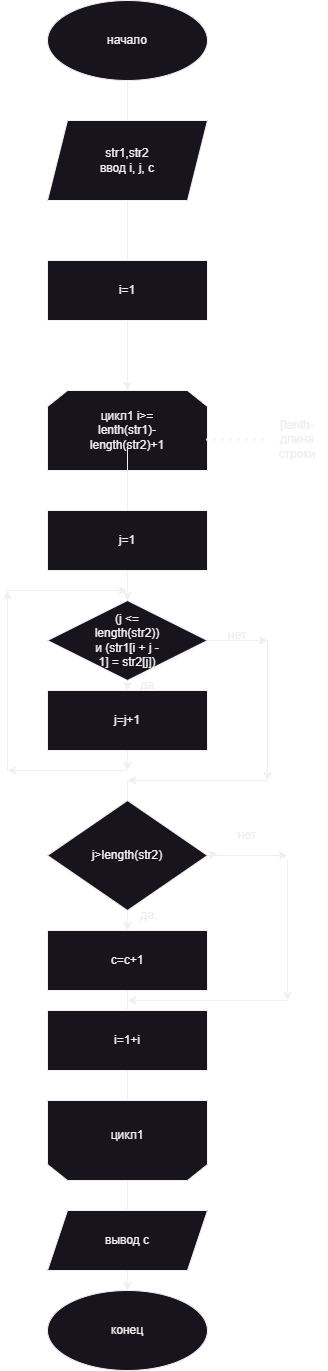 начало
str1,str2
ввод i, j, c
i=1
цикл1 i>=
lenth(str1)-
length(str2)+1
[lenth-
длина
строки
j=1
(j <=
length(str2))
и (str1[i + j -
1] = str2[j])
нет
да
j=j+1
j>length(str2)
нет
да
c=c+1
i=1+i
цикл1
вывод c
конец